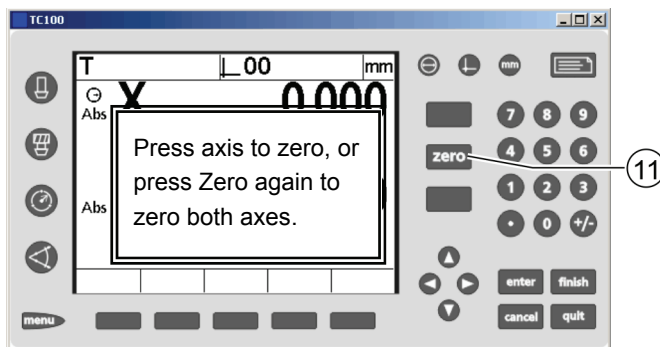 TC100
T 00 mm
X 0.000
Abs
Press axis to zero, or
press Zero again to
zero both axes.
Abs
menu
mm
7 8 9
zero
4 5 6
11
1 2 3
. 0 +/-
enter finish
cancel quit